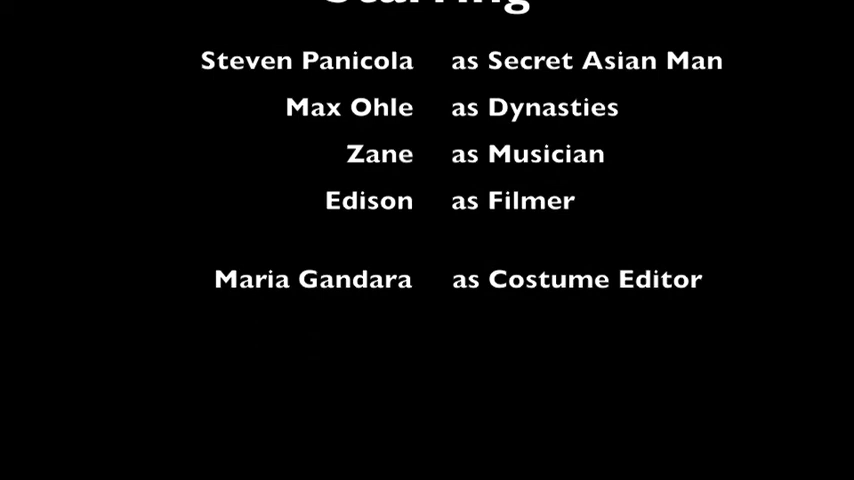 Starring
Steven Panicola as Secret Asian Man
Max Ohle as Dynasties
Zane as Musician
Edison as Filmer
Maria Gandara as Costume Editor